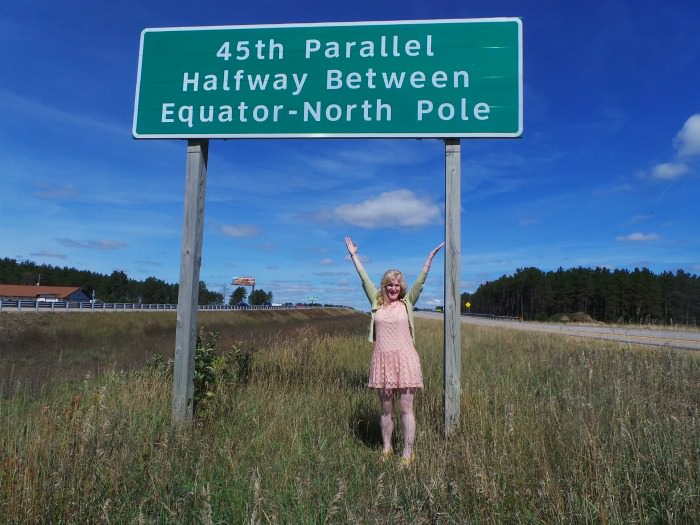 45th Parallel
Halfway Between
Equator-North Pole